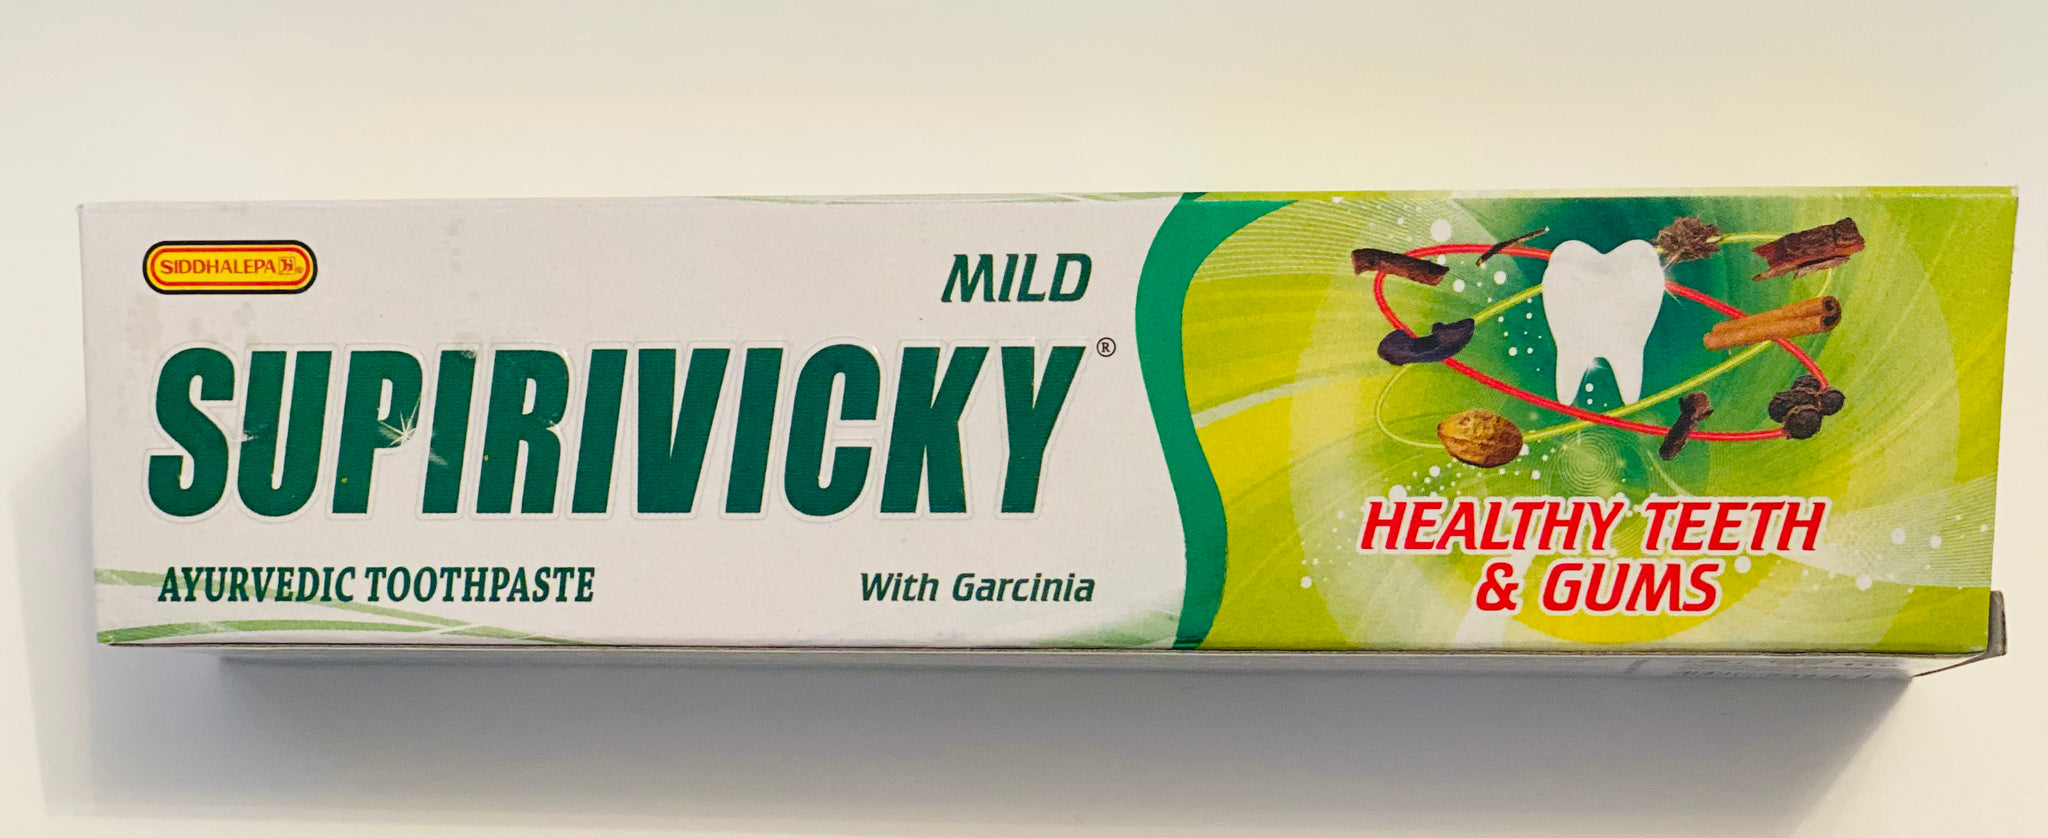 SIDDHALEPA
MILD
SUPIRIVICKY®
AYURVEDIC TOOTHPASTE
With Garcinia
HEALTHY TEETH
& GUMS